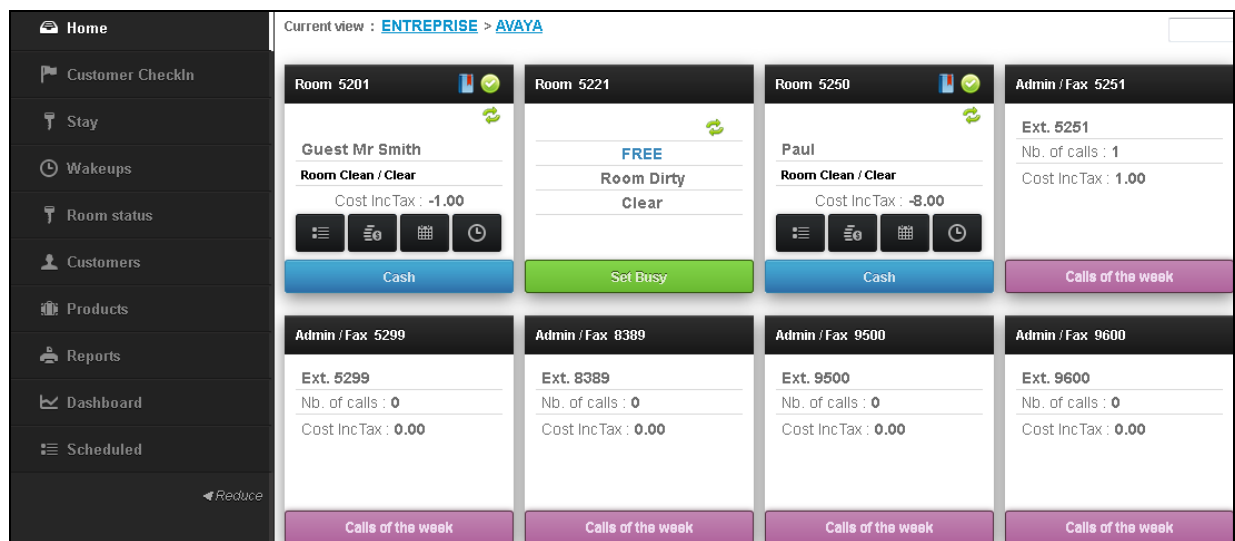 Home
Customer CheckIn
Stay
Wakeups
Room status
Customers
Products
Reports
Dashboard
Scheduled
Reduce
Current view : ENTREPRISE > AVAYA
Room 5201
Guest Mr Smith
Room Clean / Clear
Cost IncTax : -1.00
Cash
Room 5221
FREE
Room Dirty
Clear
Set Busy
Room 5250
Paul
Room Clean / Clear
Cost IncTax : -8.00
Cash
Admin / Fax 5251
Ext. 5251
Nb. of calls : 1
Cost IncTax : 1.00
Calls of the week
Admin / Fax 5299
Ext. 5299
Nb. of calls : 0
Cost IncTax : 0.00
Calls of the week
Admin / Fax 8389
Ext. 8389
Nb. of calls : 0
Cost IncTax : 0.00
Calls of the week
Admin / Fax 9500
Ext. 9500
Nb. of calls : 0
Cost IncTax : 0.00
Calls of the week
Admin / Fax 9600
Ext. 9600
Nb. of calls : 0
Cost IncTax : 0.00
Calls of the week